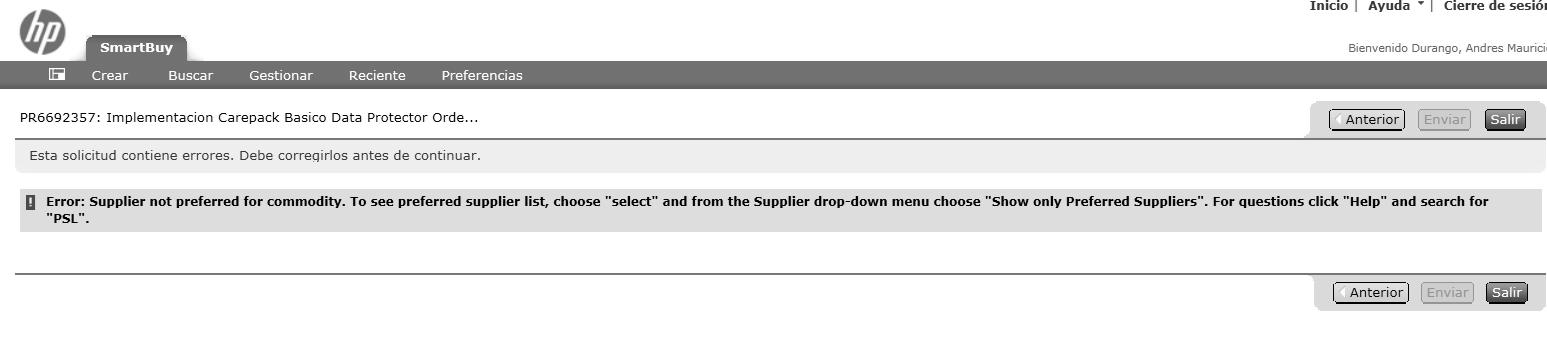 Inicio | Ayuda | Cierre de sesión
hp
SmartBuy
Bienvenido Durango, Andres Maurici
Crear Buscar Gestionar Reciente Preferencias
PR6692357: Implementacion Carepack Basico Data Protector Orde...
Anterior Enviar Salir
Esta solicitud contiene errores. Debe corregirlos antes de continuar.
! Error: Supplier not preferred for commodity. To see preferred supplier list, choose "select" and from the Supplier drop-down menu choose "Show only Preferred Suppliers". For questions click "Help" and search for
"PSL".
Anterior Enviar Salir